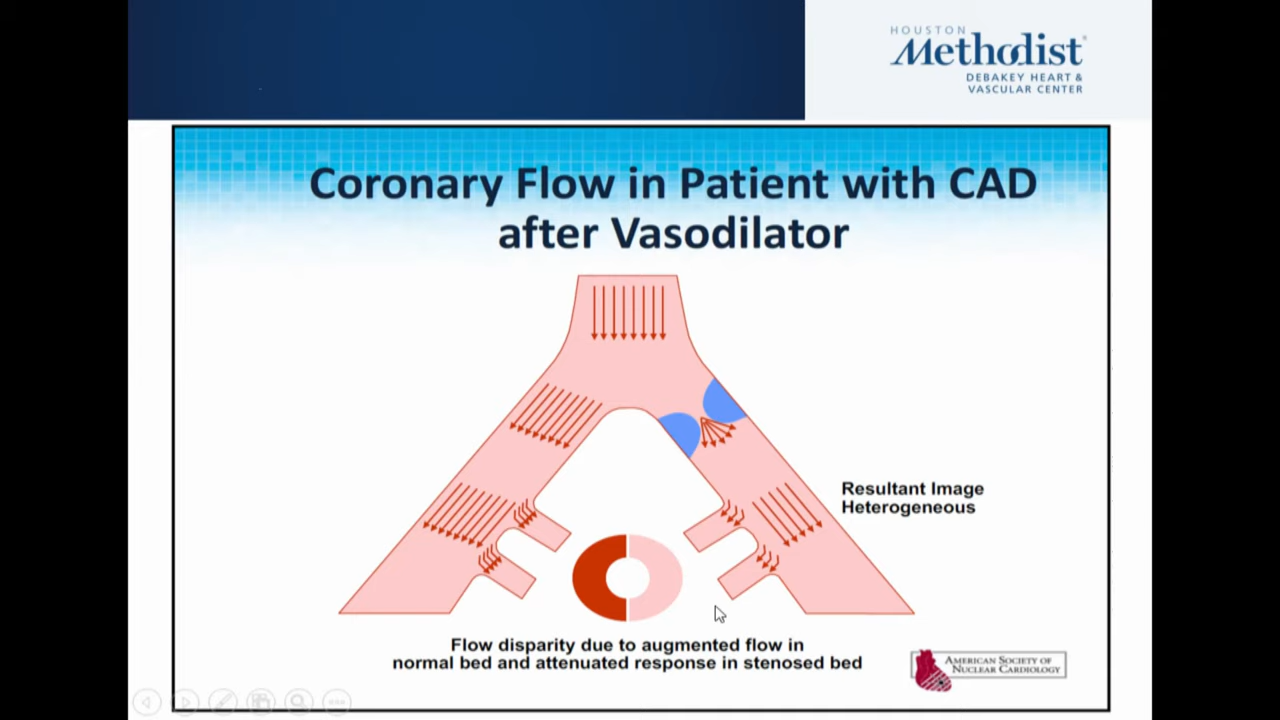 HOUSTON
Methodist
DEBAKEY HEART &
VASCULAR CENTER
Coronary Flow in Patient with CAD
after Vasodilator
Resultant Image
Heterogeneous
Flow disparity due to augmented flow in
normal bed and attenuated response in stenosed bed
AMERICAN SOCIETY OF
NUCLEAR CARDIOLOGY